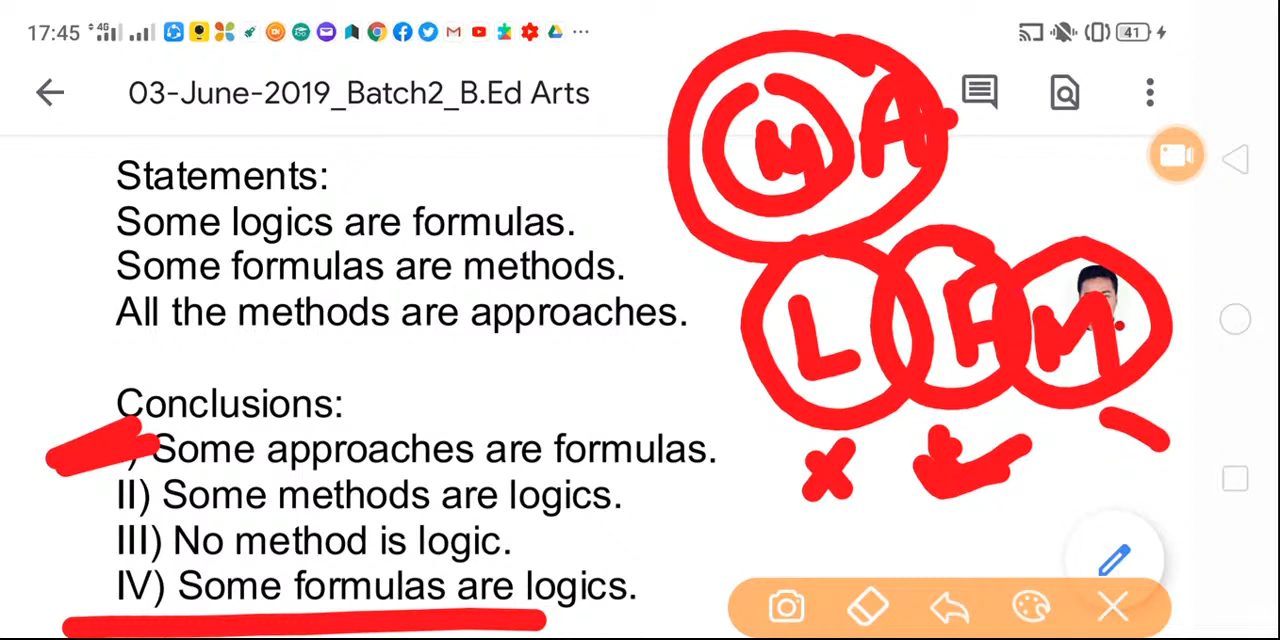 17:45 4G 41
03-June-2019_Batch2_B.Ed Arts
Statements:
Some logics are formulas.
Some formulas are methods.
All the methods are approaches.
Conclusions:
) Some approaches are formulas.
II) Some methods are logics.
III) No method is logic.
IV) Some formulas are logics.
M A
L F M